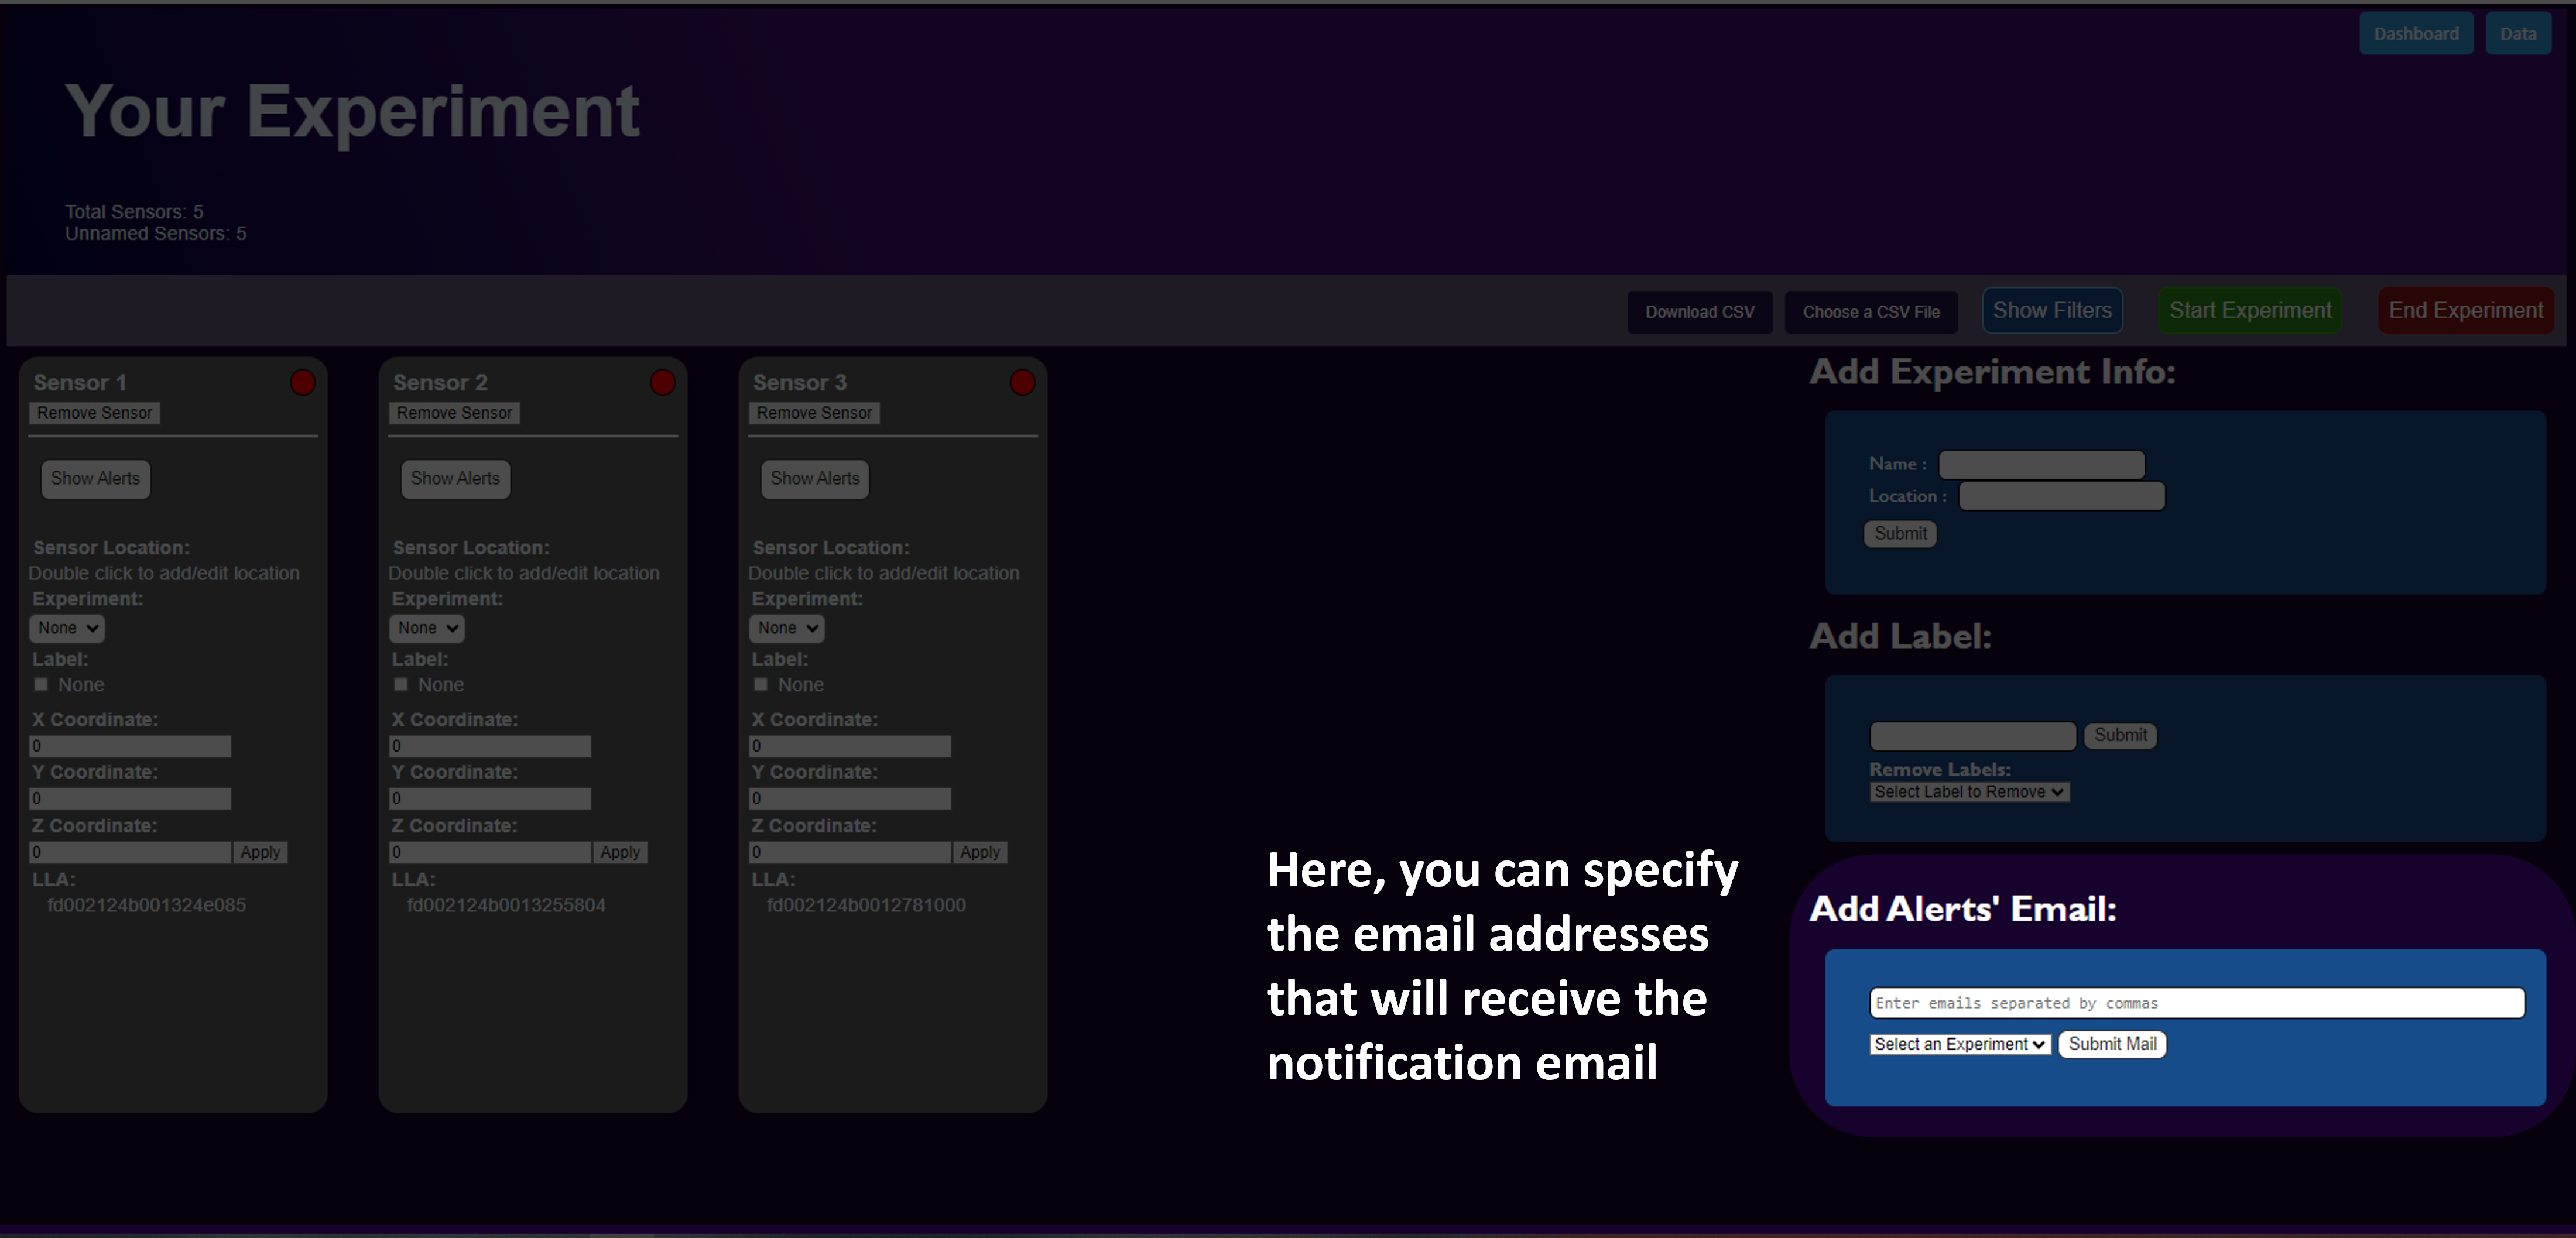 Dashboard
Data
Your Experiment
Total Sensors: 5
Unnamed Sensors: 5
Download CSV
Choose a CSV File
Show Filters
Start Experiment
End Experiment
Sensor 1
Remove Sensor
Show Alerts
Sensor Location:
Double click to add/edit location
Experiment:
None
Label:
None
X Coordinate:
0
Y Coordinate:
0
Z Coordinate:
0
Apply
LLA:
fd002124b001324e085
Sensor 2
Remove Sensor
Show Alerts
Sensor Location:
Double click to add/edit location
Experiment:
None
Label:
None
X Coordinate:
0
Y Coordinate:
0
Z Coordinate:
0
Apply
LLA:
fd002124b0013255804
Sensor 3
Remove Sensor
Show Alerts
Sensor Location:
Double click to add/edit location
Experiment:
None
Label:
None
X Coordinate:
0
Y Coordinate:
0
Z Coordinate:
0
Apply
LLA:
fd002124b0012781000
Here, you can specify
the email addresses
that will receive the
notification email
Add Experiment Info:
Name :
Location :
Submit
Add Label:
Submit
Remove Labels:
Select Label to Remove
Add Alerts' Email:
Enter emails separated by commas
Select an Experiment
Submit Mail